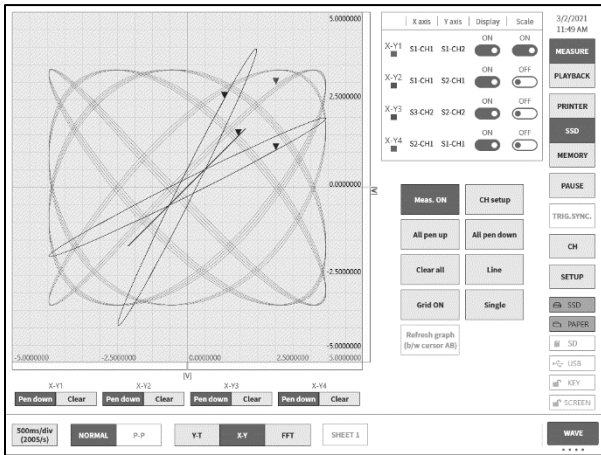 5.0000000
2.5000000
0.0000000
-2.5000000
-5.0000000
[V]
-5.0000000 -2.5000000 0.0000000 2.5000000 5.0000000
[V]
X-Y1 X-Y2 X-Y3 X-Y4
Pen down Clear Pen down Clear Pen down Clear Pen down Clear
500ms/div
(200S/s)
NORMAL P-P Y-T X-Y FFT SHEET 1
X axis Y axis Display Scale
X-Y1 S1-CH1 S1-CH2 ON ON
X-Y2 S1-CH1 S2-CH1 ON OFF
X-Y3 S3-CH2 S2-CH2 ON OFF
X-Y4 S2-CH1 S1-CH1 ON OFF
Meas. ON CH setup
All pen up All pen down
Clear all Line
Grid ON Single
Refresh graph
(b/w cursor AB)
3/2/2021
11:49 AM
MEASURE
PLAYBACK
PRINTER
SSD
MEMORY
PAUSE
TRIG.SYNC.
CH
SETUP
SSD
PAPER
SD
USB
KEY
SCREEN
WAVE